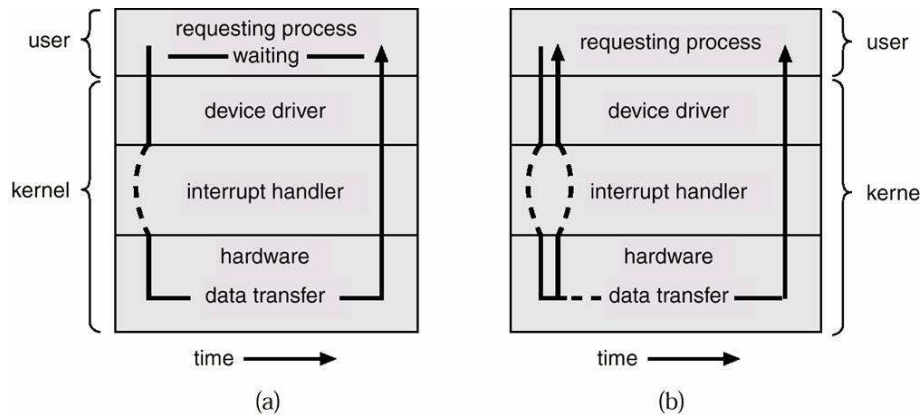 user
requesting process
waiting
device driver
kernel
interrupt handler
hardware
data transfer
time
(a)
requesting process
user
device driver
interrupt handler
kerne
hardware
data transfer
time
(b)